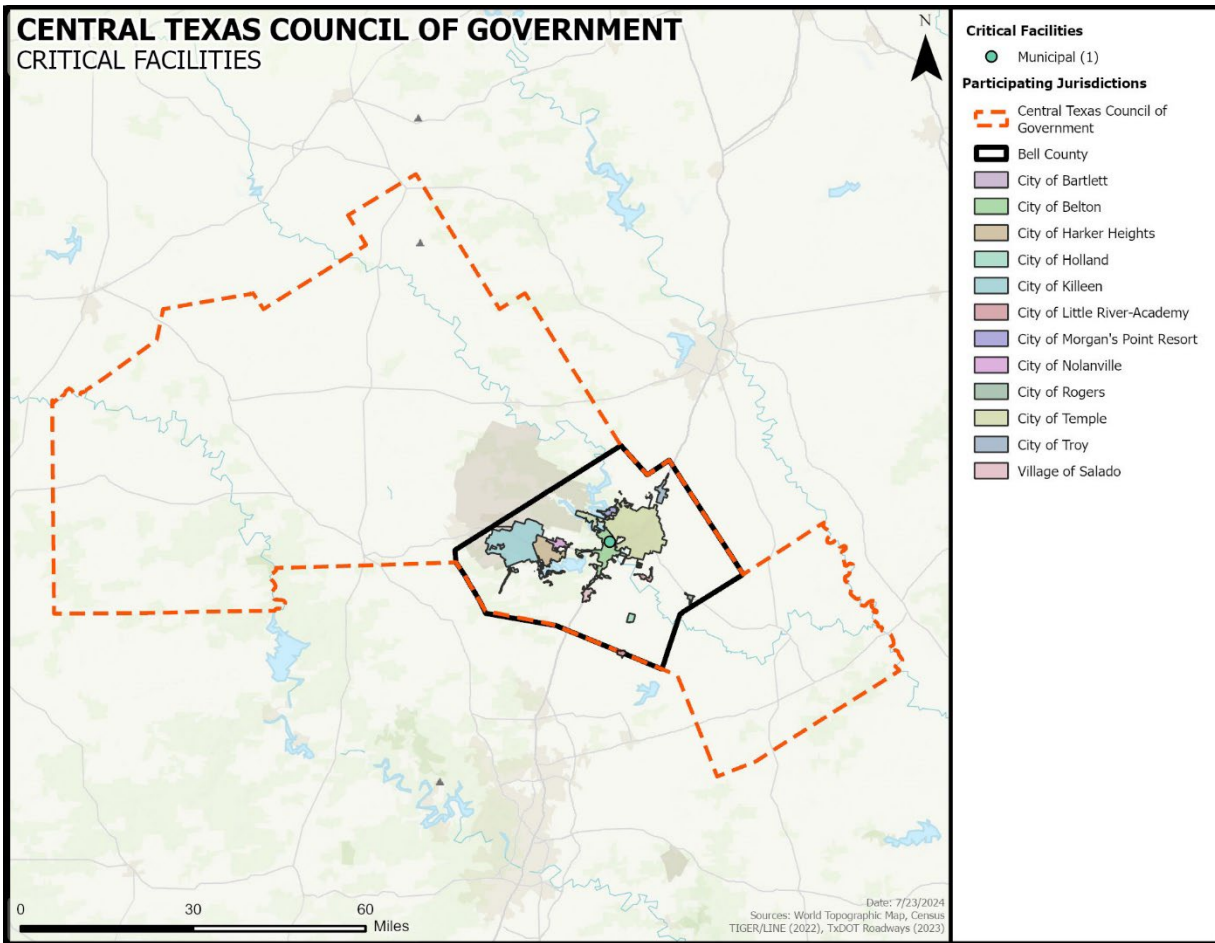 CENTRAL TEXAS COUNCIL OF GOVERNMENT
CRITICAL FACILITIES
N
Critical Facilities
Municipal (1)
Participating Jurisdictions
Central Texas Council of
Government
Bell County
City of Bartlett
City of Belton
City of Harker Heights
City of Holland
City of Killeen
City of Little River-Academy
City of Morgan's Point Resort
City of Nolanville
City of Rogers
City of Temple
City of Troy
Village of Salado
0 30 60
Miles
Date: 7/23/2024
Sources: World Topographic Map, Census
TIGER/LINE (2022), TxDOT Roadways (2023)